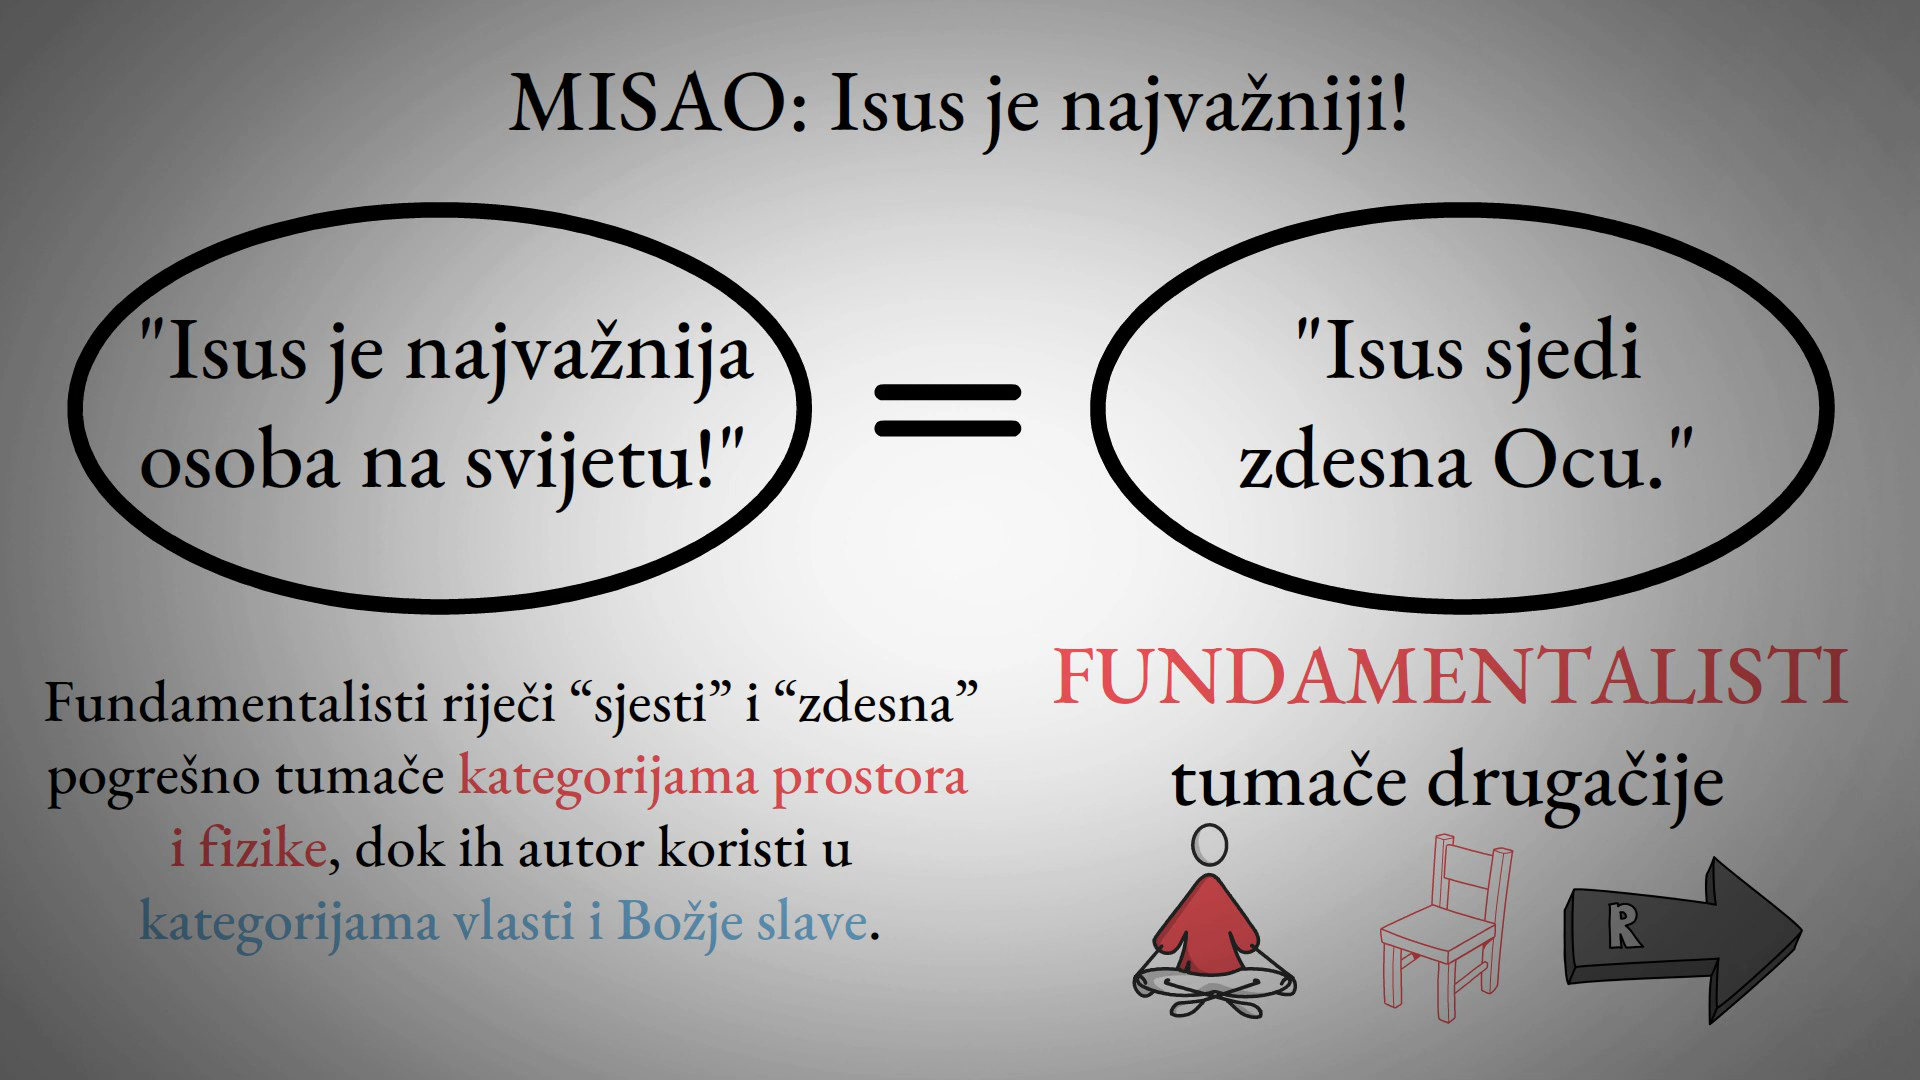 MISAO: Isus je najvažniji!
"Isus je najvažnija
osoba na svijetu!"
"Isus sjedi
zdesna Ocu."
Fundamentalisti riječi “sjesti” i “zdesna”
pogrešno tumače kategorijama prostora
i fizike, dok ih autor koristi u
kategorijama vlasti i Božje slave.
FUNDAMENTALISTI
tumače drugačije
R